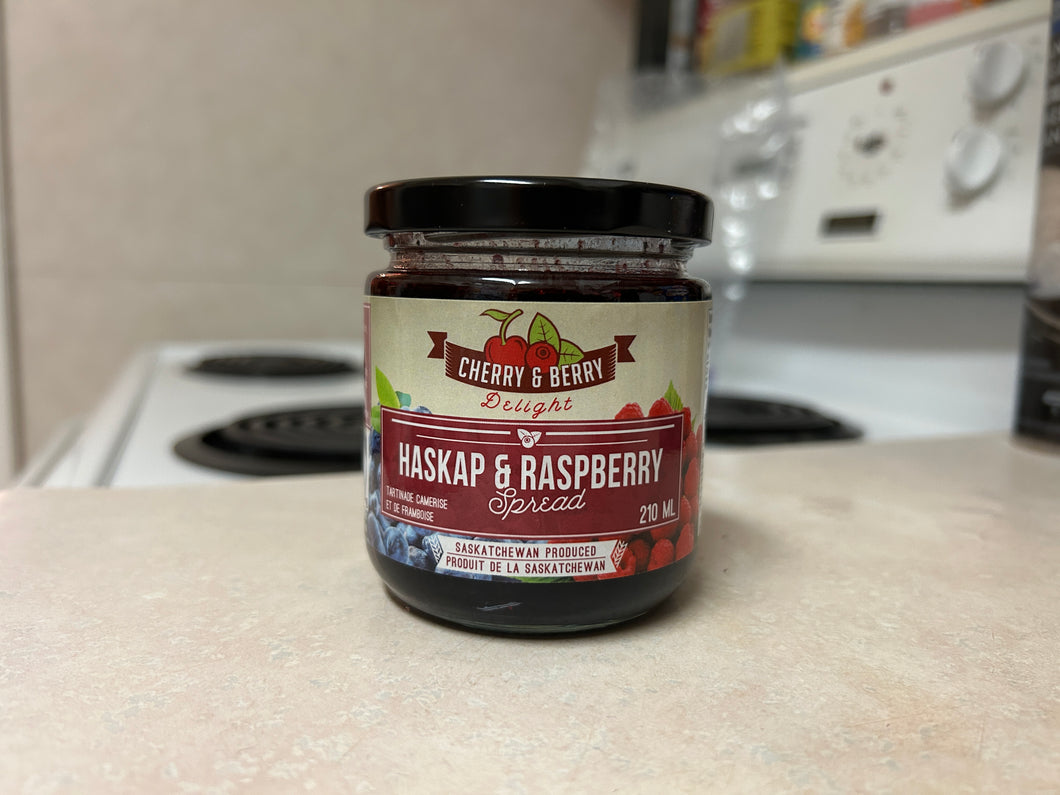 CHERRY & BERRY
Delight
HASKAP & RASPBERRY
Spread
TARTINADE CAMERISE
ET DE FRAMBOISE
210 ML
SASKATCHEWAN PRODUCED
PRODUIT DE LA SASKATCHEWAN